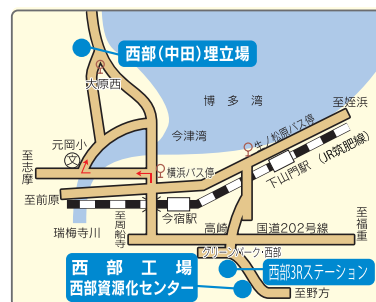 西部(中田)埋立場
大原西
博多湾
至姪浜
今津湾
生ノ松原バス停
元岡小
文
至志摩
横浜バス停
下山門駅
(JR筑肥線)
至前原
今宿駅
至周船寺
瑞梅寺川
高崎
国道202号線
至福重
グリーンパーク・西部
西部工場
西部資源化センター
西部3Rステーション
至野方